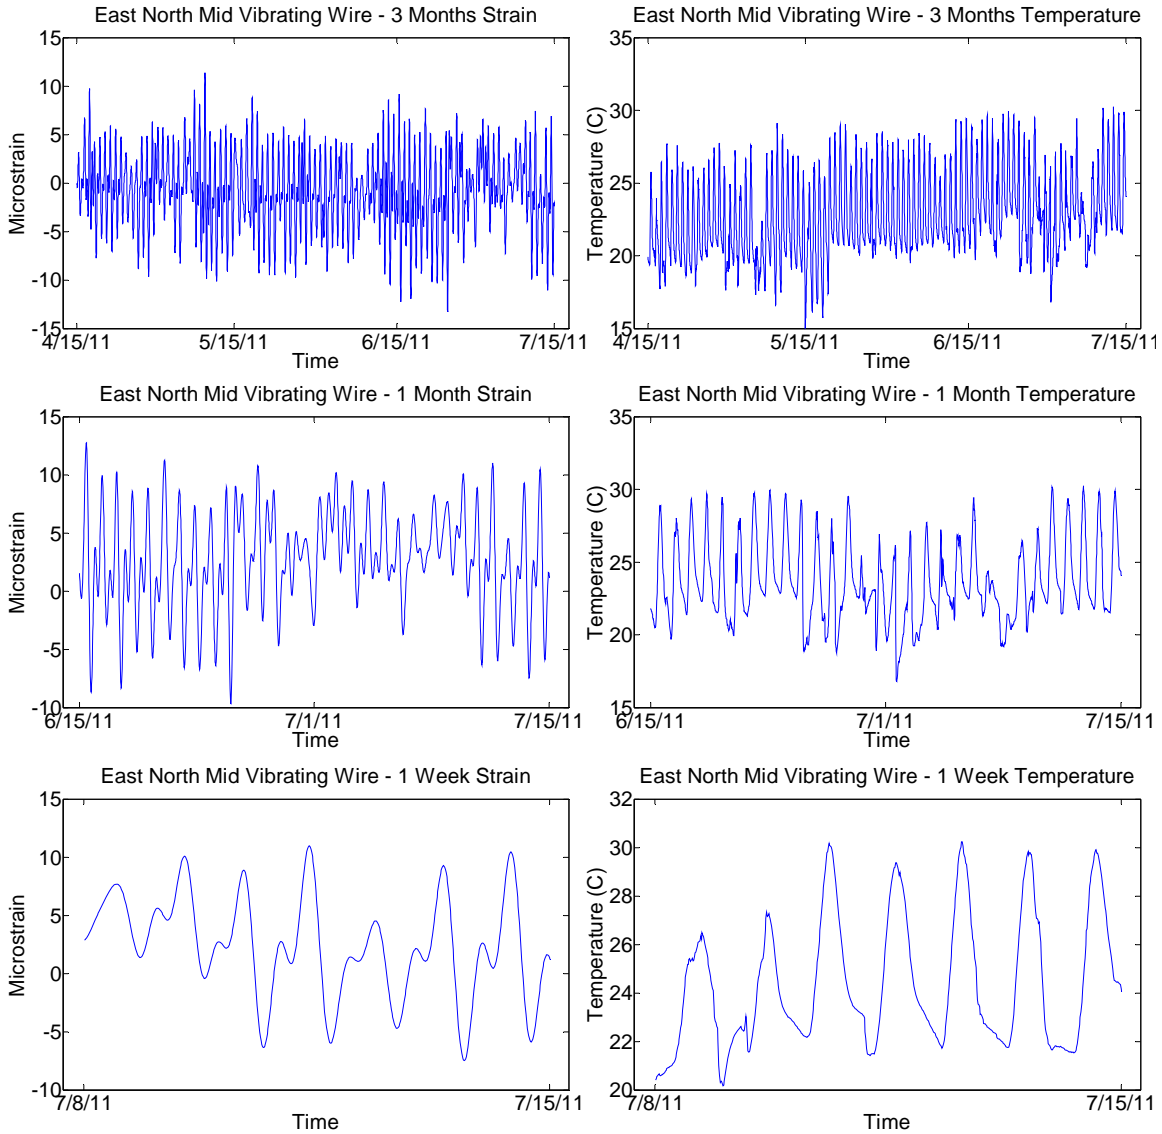 East North Mid Vibrating Wire - 3 Months Strain
15
10
5
0
-5
-10
-15
Microstrain
4/15/11 5/15/11 6/15/11 7/15/11
Time
East North Mid Vibrating Wire - 3 Months Temperature
35
30
25
20
15
Temperature (C)
4/15/11 5/15/11 6/15/11 7/15/11
Time
East North Mid Vibrating Wire - 1 Month Strain
15
10
5
0
-5
-10
Microstrain
6/15/11 7/1/11 7/15/11
Time
East North Mid Vibrating Wire - 1 Month Temperature
35
30
25
20
15
Temperature (C)
6/15/11 7/1/11 7/15/11
Time
East North Mid Vibrating Wire - 1 Week Strain
15
10
5
0
-5
-10
Microstrain
7/8/11 7/15/11
Time
East North Mid Vibrating Wire - 1 Week Temperature
32
30
28
26
24
22
20
Temperature (C)
7/8/11 7/15/11
Time